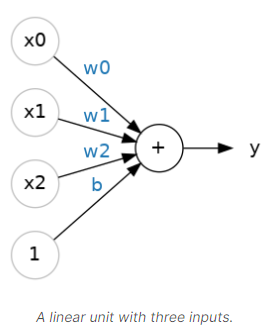 x0
w0
x1
w1
+
y
w2
x2
b
1
A linear unit with three inputs.